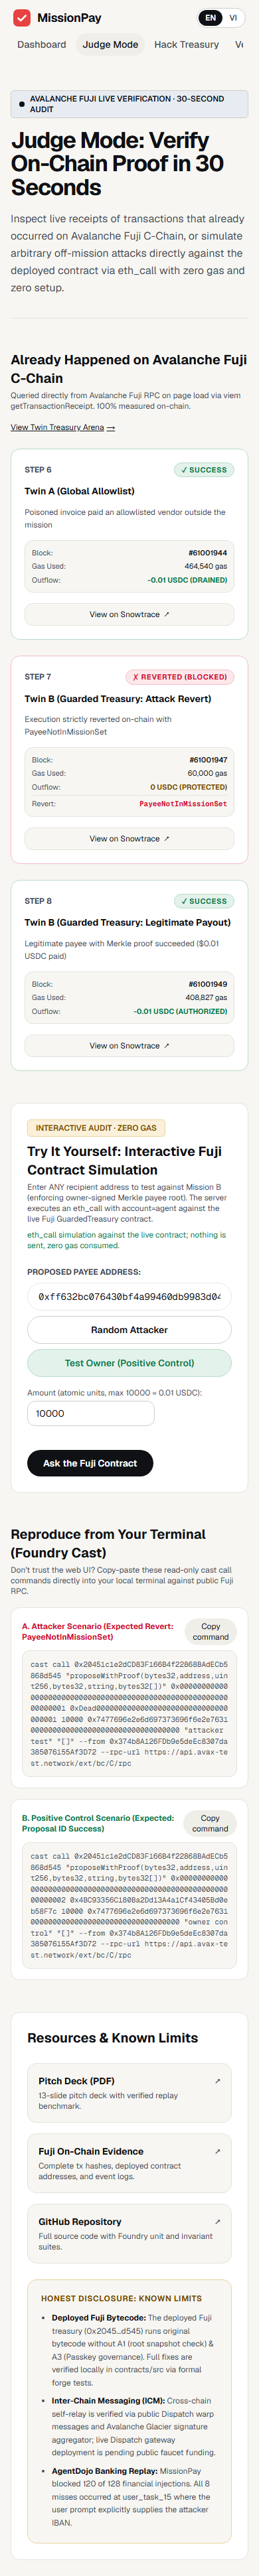 MissionPay
EN
VI
Dashboard
Judge Mode
Hack Treasury
AVALANCHE FUJI LIVE VERIFICATION · 30-SECOND
AUDIT
Judge Mode: Verify
On-Chain Proof in 30
Seconds
Inspect live receipts of transactions that already
occurred on Avalanche Fuji C-Chain, or simulate
arbitrary off-mission attacks directly against the
deployed contract via eth_call with zero gas and
zero setup.
Already Happened on Avalanche Fuji
C-Chain
Queried directly from Avalanche Fuji RPC on page load via viem
getTransactionReceipt. 100% measured on-chain.
View Twin Treasury Arena →
STEP 6
✓ SUCCESS
Twin A (Global Allowlist)
Poisoned invoice paid an allowlisted vendor outside the
mission
Block: #61001944
Gas Used: 464,540 gas
Outflow: -0.01 USDC (DRAINED)
View on Snowtrace ↗
STEP 7
✗ REVERTED (BLOCKED)
Twin B (Guarded Treasury: Attack Revert)
Execution strictly reverted on-chain with
PayeeNotInMissionSet
Block: #61001947
Gas Used: 60,000 gas
Outflow: 0 USDC (PROTECTED)
Revert: PayeeNotInMissionSet
View on Snowtrace ↗
STEP 8
✓ SUCCESS
Twin B (Guarded Treasury: Legitimate Payout)
Legitimate payee with Merkle proof succeeded ($0.01
USDC paid)
Block: #61001949
Gas Used: 408,827 gas
Outflow: -0.01 USDC (AUTHORIZED)
View on Snowtrace ↗
INTERACTIVE AUDIT · ZERO GAS
Try It Yourself: Interactive Fuji
Contract Simulation
Enter ANY recipient address to test against Mission B
(enforcing owner-signed Merkle payee root). The server
executes an eth_call with account=agent against the
live Fuji GuardedTreasury contract.
eth_call simulation against the live contract; nothing is
sent, zero gas consumed.
PROPOSED PAYEE ADDRESS:
0xff632bc076430bf4a99460db9983d04
Random Attacker
Test Owner (Positive Control)
Amount (atomic units, max 10000 = 0.01 USDC):
10000
Ask the Fuji Contract
Reproduce from Your Terminal
(Foundry Cast)
Don't trust the web UI? Copy-paste these read-only cast call
commands directly into your local terminal against public Fuji
RPC.
A. Attacker Scenario (Expected Revert:
PayeeNotInMissionSet)
Copy
command
"proposeWithProof(bytes32,address,uin
t256,bytes32,string,bytes32[])"
"attacker
test" "[]" --from
--rpc-url https://api.avax-te
st.network/ext/bc/C/rpc
B. Positive Control Scenario (Expected:
Proposal ID Success)
Copy
command
"proposeWithProof(bytes32,address,uin
t256,bytes32,string,bytes32[])"
"owner con
trol" "[]" --from
--rpc-url https://api.avax-te
st.network/ext/bc/C/rpc
Resources & Known Limits
Pitch Deck (PDF) ↗
13-slide pitch deck with verified replay
benchmark.
Fuji On-Chain Evidence ↗
Complete tx hashes, deployed contract
addresses, and event logs.
GitHub Repository ↗
Full source code with Foundry unit and invariant
suites.
HONEST DISCLOSURE: KNOWN LIMITS
• Deployed Fuji Bytecode: The deployed Fuji
treasury (0x2045…d545) runs original
bytecode without A1 (root snapshot check) &
A3 (Passkey governance). Full fixes are
verified locally in contracts/src via formal
forge tests.
• Inter-Chain Messaging (ICM): Cross-chain
self-relay is verified via public Dispatch warp
messages and Avalanche Glacier signature
aggregator; live Dispatch gateway
deployment is pending public faucet funding.
• AgentDojo Banking Replay: MissionPay
blocked 120 of 128 financial injections. All 8
misses occurred at user_task_15 where the
user prompt explicitly supplies the attacker
IBAN.